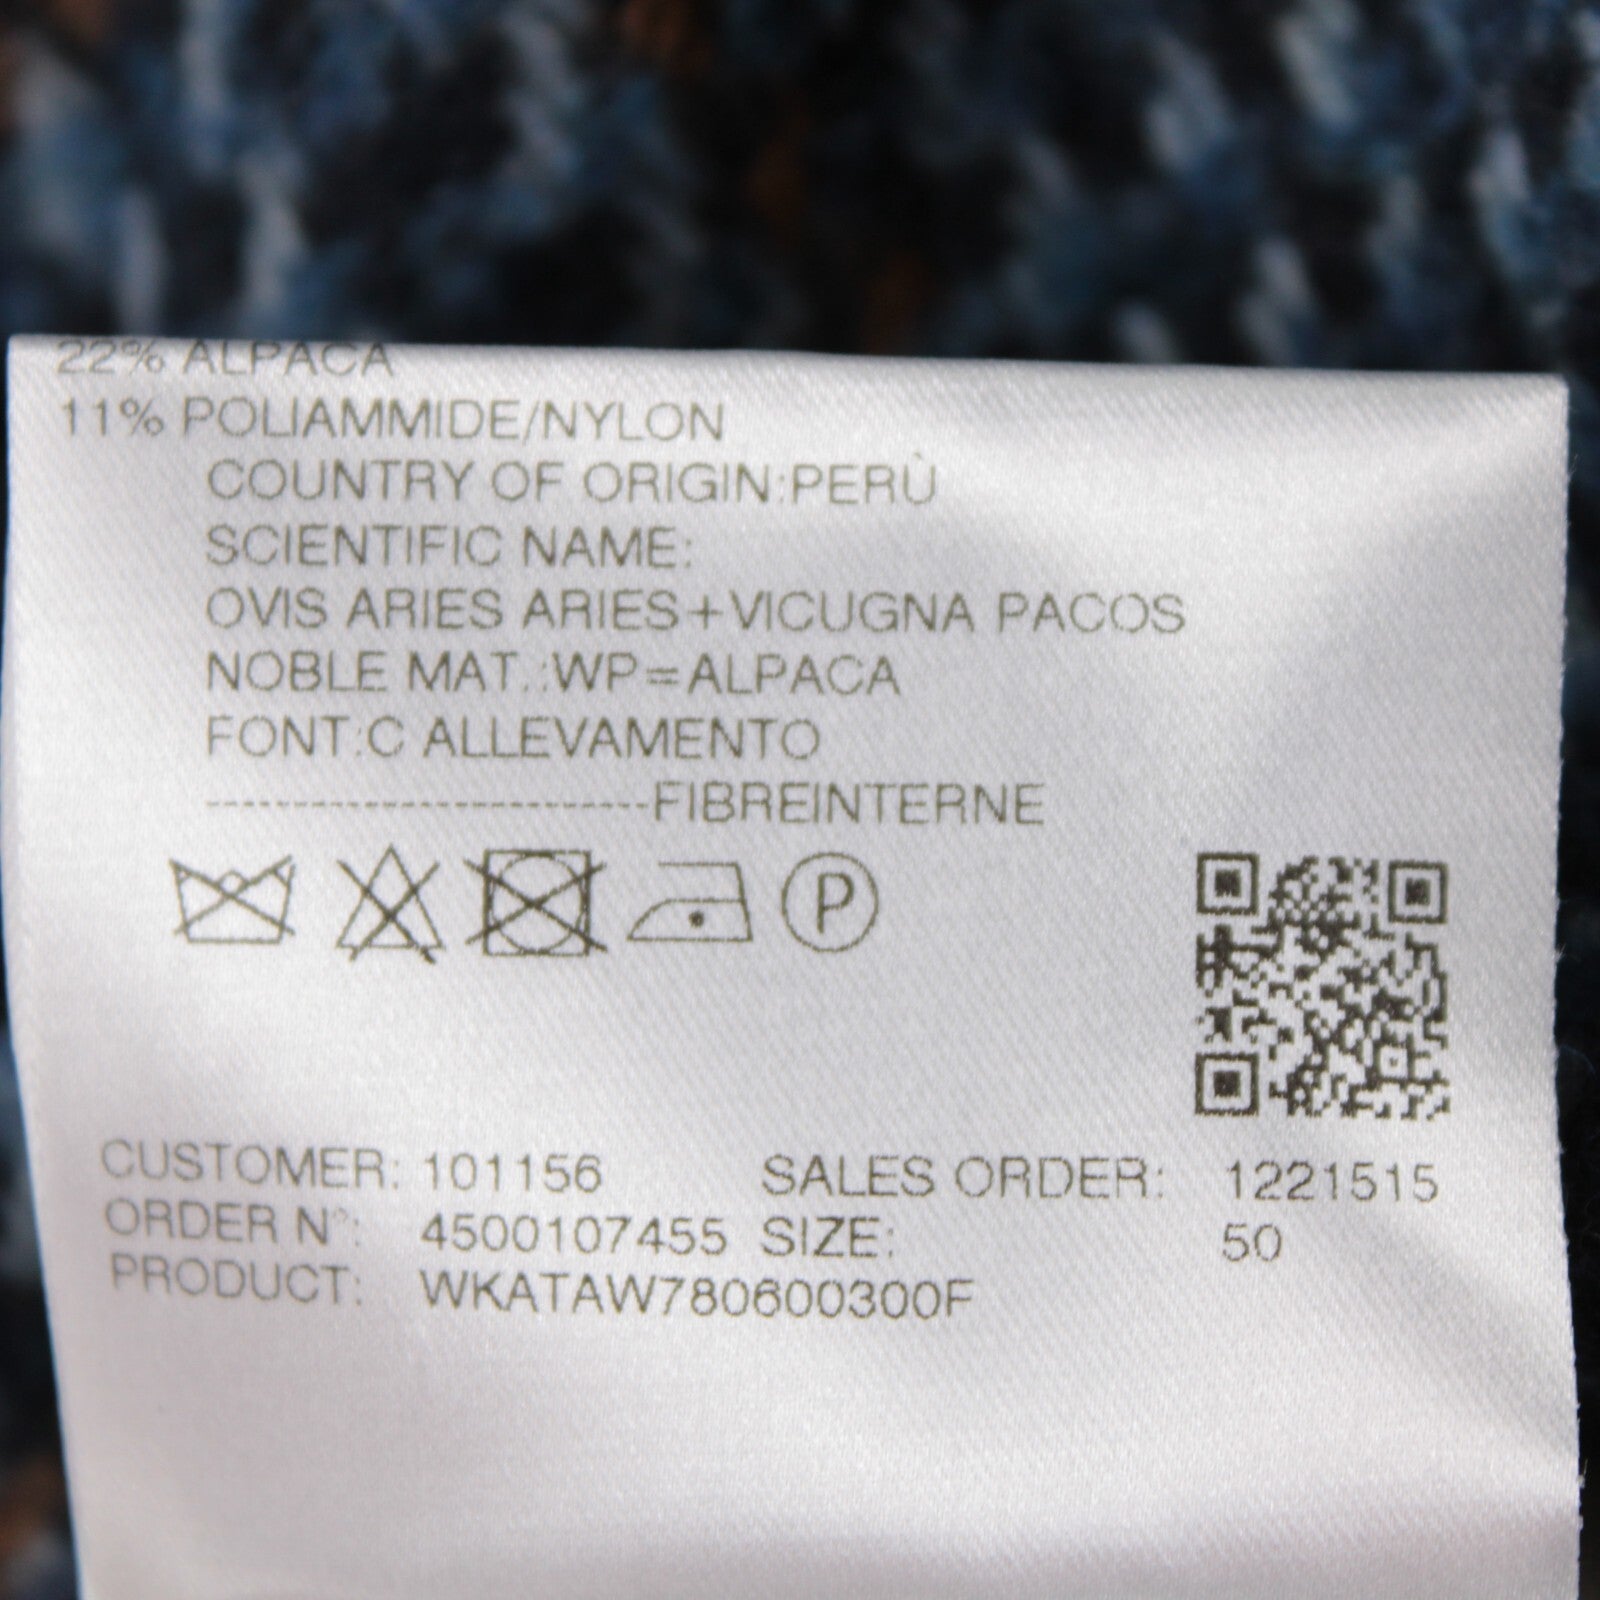 22% ALPACA
11% POLIAMMIDE/NYLON
COUNTRY OF ORIGIN:PERÙ
SCIENTIFIC NAME:
OVIS ARIES ARIES+VICUGNA PACOS
NOBLE MAT.:WP=ALPACA
FONT:C ALLEVAMENTO
-------------------------FIBREINTERNE
P
CUSTOMER: 101156 SALES ORDER: 1221515
ORDER N°: 4500107455 SIZE: 50
PRODUCT: WKATAW780600300F